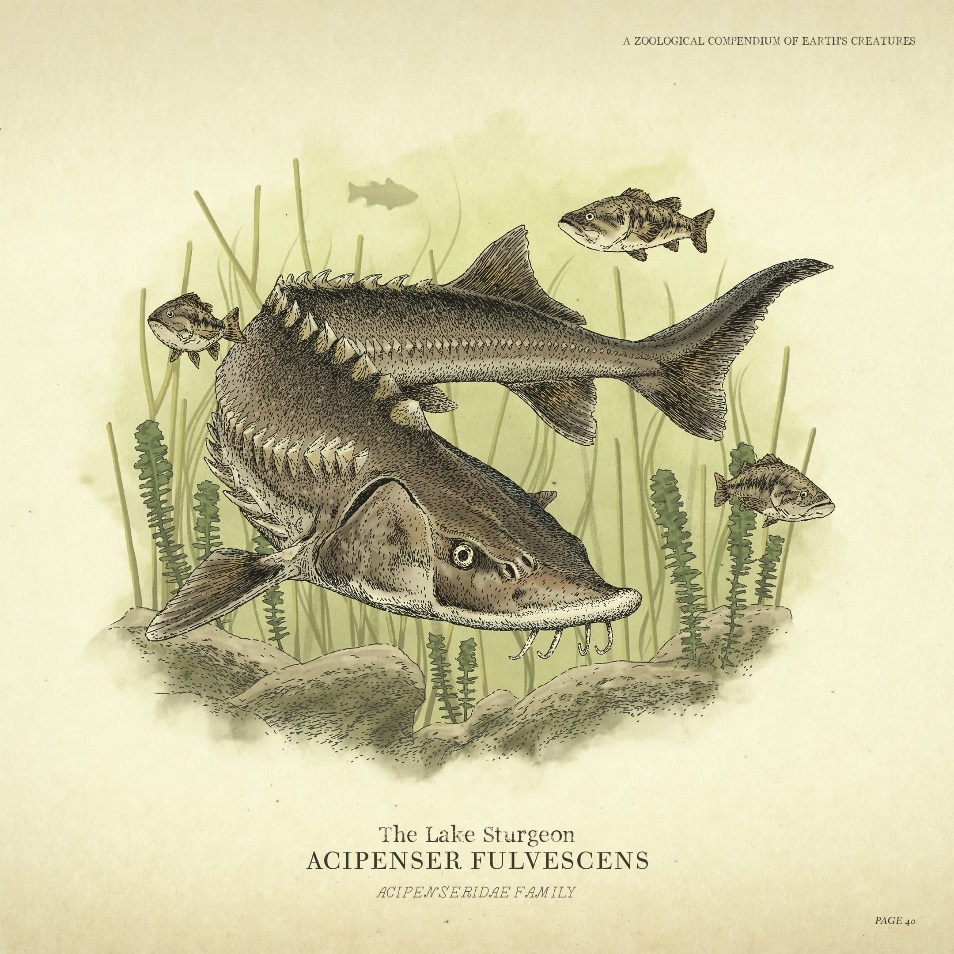 A ZOOLOGICAL COMPENDIUM OF EARTH'S CREATURES
The Lake Sturgeon
ACIPENSER FULVESCENS
ACIPENSERIDAE FAMILY
PAGE 40